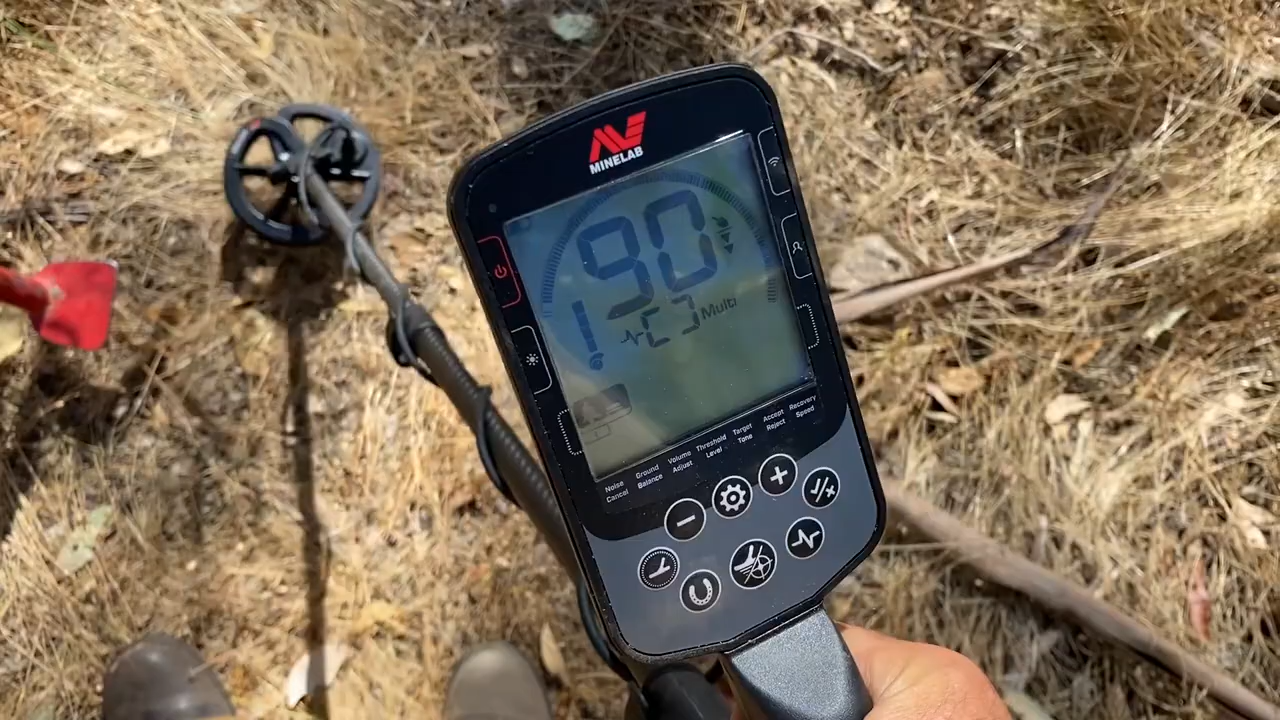 MINELAB
90
Multi
Noise Cancel
Ground Balance
Volume Adjust
Threshold Level
Target Tone
Accept Reject
Recovery Speed